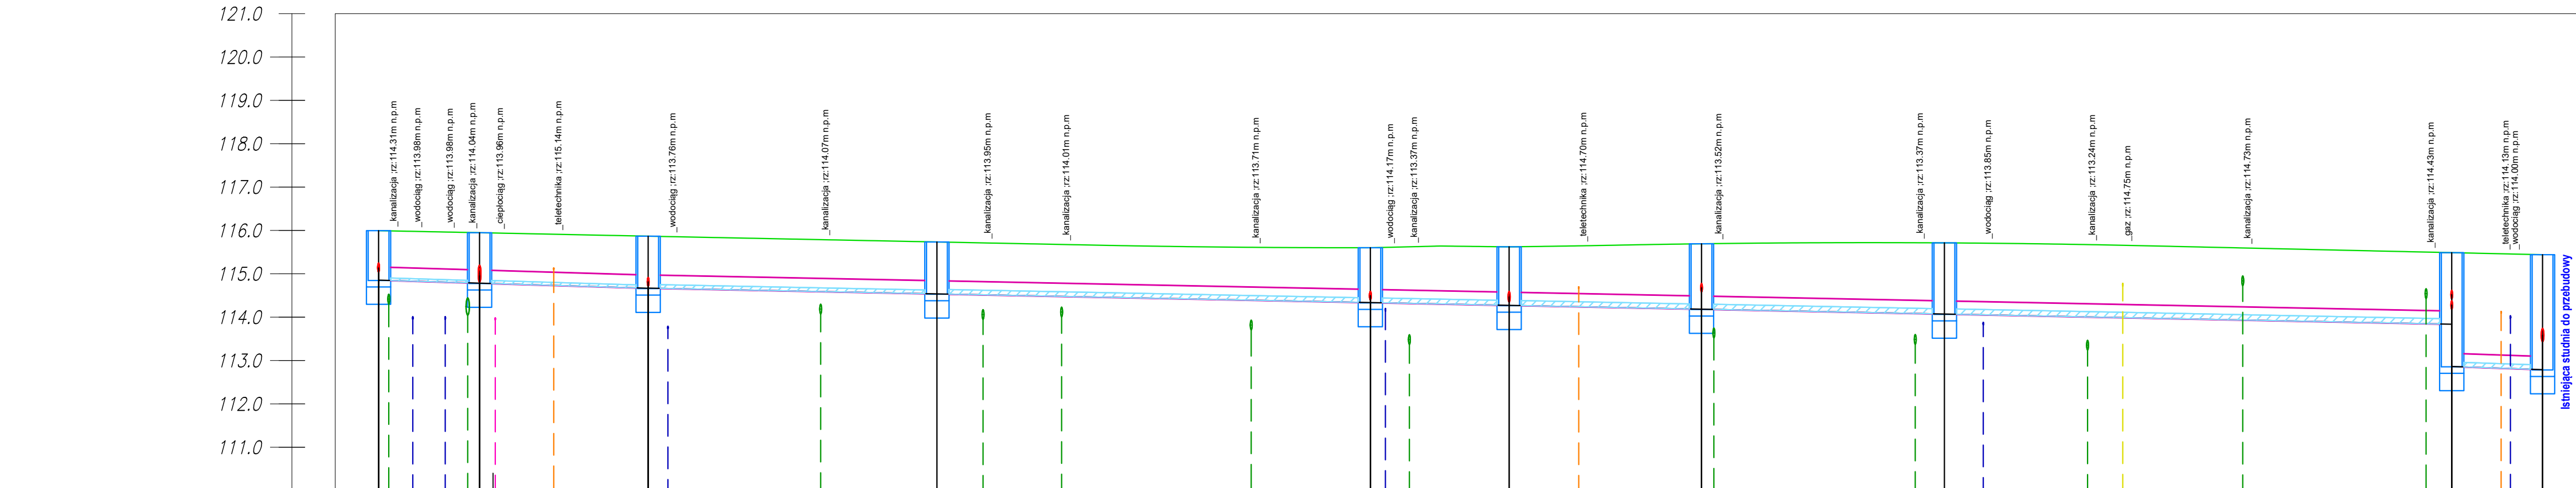 121.0
120.0
119.0
118.0
117.0
116.0
115.0
114.0
113.0
112.0
111.0
_kanalizacja ;rz:114.31m n.p.m
_wodociąg ;rz:113.98m n.p.m
_wodociąg ;rz:113.98m n.p.m
_kanalizacja ;rz:114.04m n.p.m
_ciepłociąg ;rz:113.96m n.p.m
_teletechnika ;rz:115.14m n.p.m
_wodociąg ;rz:113.76m n.p.m
_kanalizacja ;rz:114.07m n.p.m
_kanalizacja ;rz:113.95m n.p.m
_kanalizacja ;rz:114.01m n.p.m
_kanalizacja ;rz:113.71m n.p.m
_wodociąg ;rz:114.17m n.p.m
_kanalizacja ;rz:113.37m n.p.m
_teletechnika ;rz:114.70m n.p.m
_kanalizacja ;rz:113.52m n.p.m
_kanalizacja ;rz:113.37m n.p.m
_wodociąg ;rz:113.85m n.p.m
_kanalizacja ;rz:113.24m n.p.m
_gaz ;rz:114.75m n.p.m
_kanalizacja ;rz:114.73m n.p.m
_kanalizacja ;rz:114.43m n.p.m
_teletechnika ;rz:114.13m n.p.m
_wodociąg ;rz:114.00m n.p.m
Istniejąca studnia do przebudowy